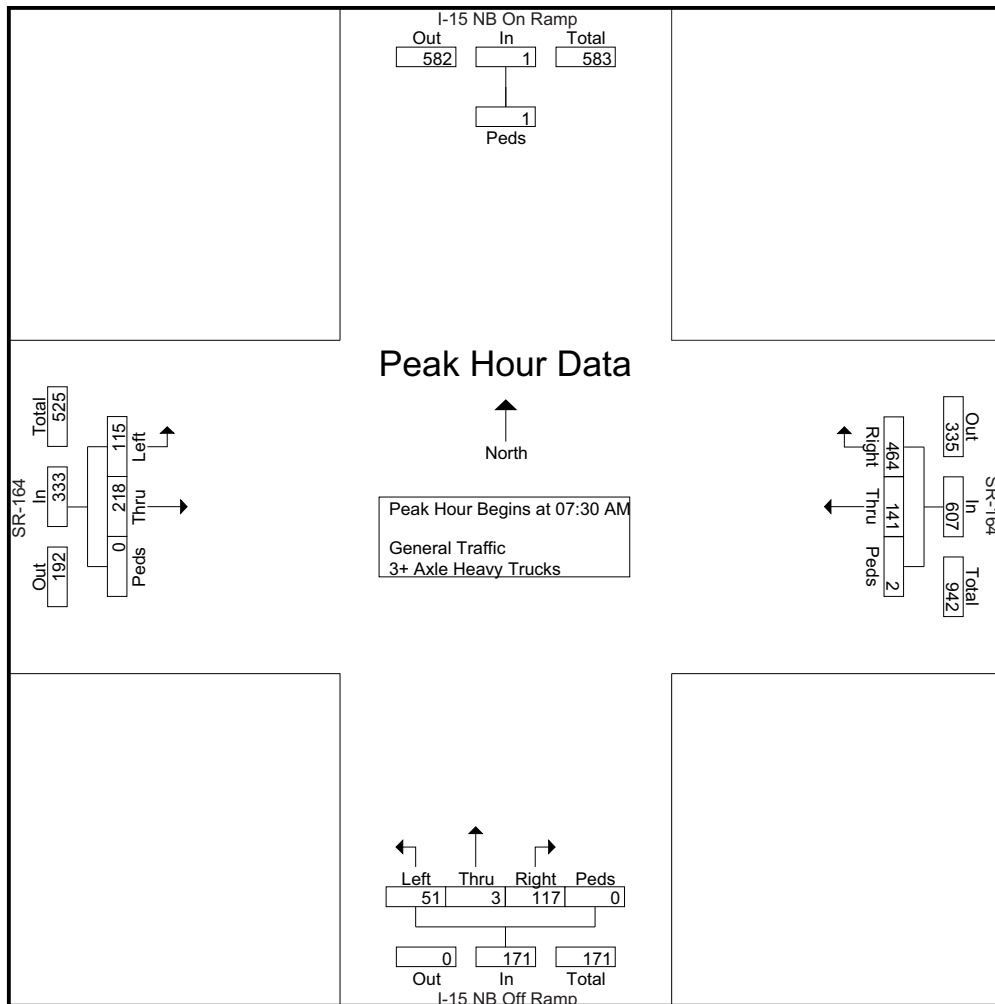 I-15 NB On Ramp
Out In Total
582 1 583
1
Peds
Peak Hour Data
North
Peak Hour Begins at 07:30 AM
General Traffic
3+ Axle Heavy Trucks
SR-164
Total In Out
525 333 192
115 218 0
Left Thru Peds
Right Thru Peds
464 141 2
Out In Total
335 607 942
SR-164
Left Thru Right Peds
51 3 117 0
0 171 171
Out In Total
I-15 NB Off Ramp